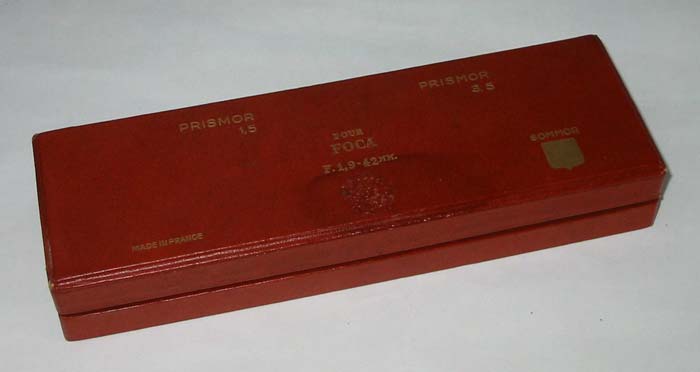 PRISMOR
1,5
PRISMOR
3,5
POUR
FOCA
F.1,9-42MM.
SOMMOR
MADE IN FRANCE